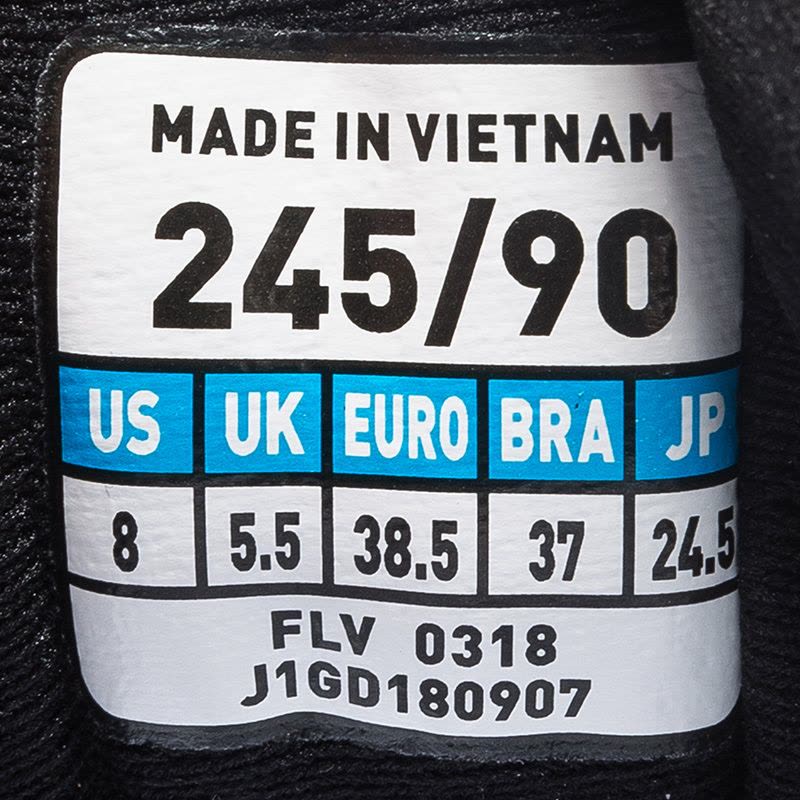 MADE IN VIETNAM
245/90
US UK EURO BRA JP
8 5.5 38.5 37 24.5
FLV 0318
J1GD180907